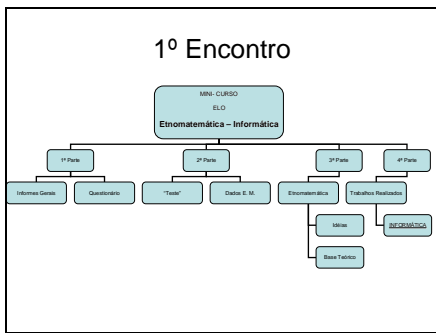 1º Encontro
MINI- CURSO
ELO
Etnomatemática – Informática
1ª Parte
2ª Parte
3ª Parte
4ª Parte
Informes Gerais
Questionário
"Teste"
Dados E. M.
Etnomatemática
Trabalhos Realizados
Idéias
INFORMÁTICA
Base Teórico